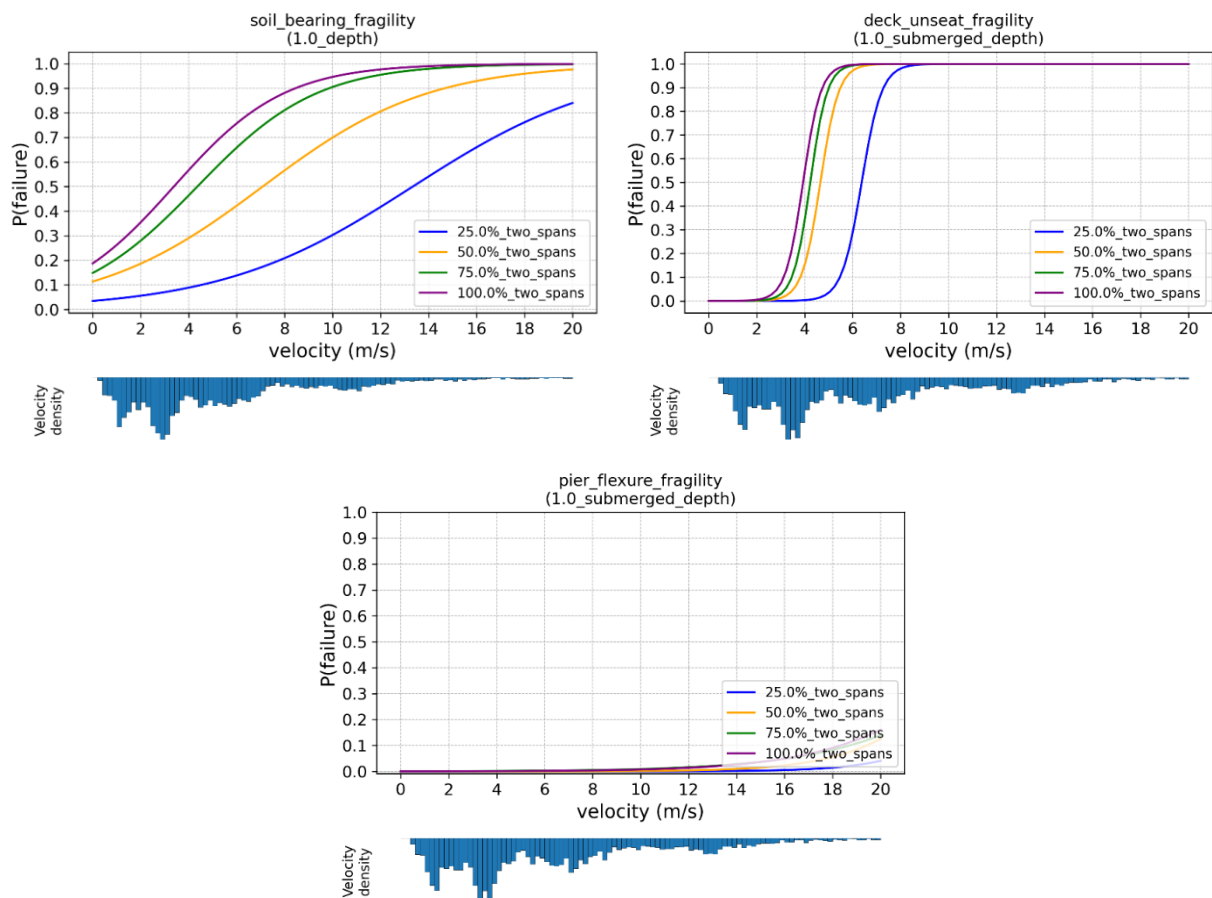 soil_bearing_fragility
(1.0_depth)
1.0
0.9
0.8
0.7
0.6
0.5
0.4
0.3
0.2
0.1
0.0
P(failure)
25.0%_two_spans
50.0%_two_spans
75.0%_two_spans
100.0%_two_spans
0 2 4 6 8 10 12 14 16 18 20
velocity (m/s)
Velocity
density
deck_unseat_fragility
(1.0_submerged_depth)
1.0
0.9
0.8
0.7
0.6
0.5
0.4
0.3
0.2
0.1
0.0
P(failure)
25.0%_two_spans
50.0%_two_spans
75.0%_two_spans
100.0%_two_spans
0 2 4 6 8 10 12 14 16 18 20
velocity (m/s)
Velocity
density
pier_flexure_fragility
(1.0_submerged_depth)
1.0
0.9
0.8
0.7
0.6
0.5
0.4
0.3
0.2
0.1
0.0
P(failure)
25.0%_two_spans
50.0%_two_spans
75.0%_two_spans
100.0%_two_spans
0 2 4 6 8 10 12 14 16 18 20
velocity (m/s)
Velocity
density